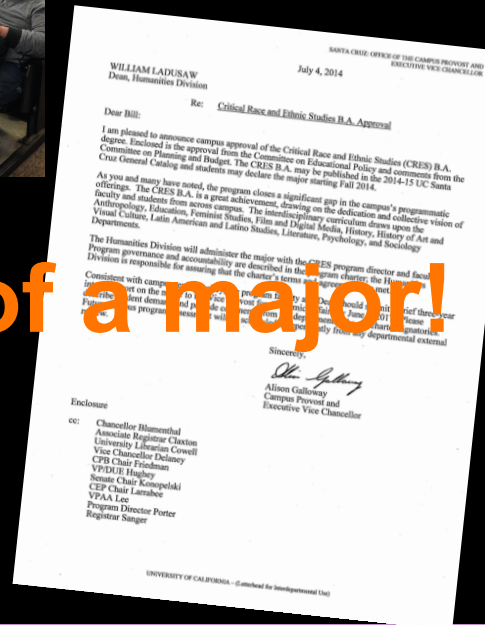 SANTA CRUZ: OFFICE OF THE CAMPUS PROVOST AND
EXECUTIVE VICE CHANCELLOR
July 4, 2014
WILLIAM LADUSAW
Dean, Humanities Division
Re: Critical Race and Ethnic Studies B.A. Approval
Dear Bill:
I am pleased to announce campus approval of the Critical Race and Ethnic Studies (CRES) B.A.
degree. Enclosed is the approval from the Committee on Educational Policy and comments from the
Committee on Planning and Budget. The CRES B.A. may be published in the 2014-15 UC Santa
Cruz General Catalog and students may declare the major starting Fall 2014.
As you and many have noted, the program closes a significant gap in the campus's programmatic
offerings. The CRES B.A. is a great achievement, drawing on the dedication and collective vision of
faculty and students from across campus. The interdisciplinary curriculum draws upon the
Anthropology, Education, Feminist Studies, Film and Digital Media, History, History of Art and
Visual Culture, Latin American and Latino Studies, Literature, Psychology, and Sociology
Departments.
The Humanities Division will administer the major with the CRES program director and
Program governance and accountability are described in the program charter; the Humanities
Division is responsible for assuring that the charter's terms and
of a major!
Consistent with
three-year
external
Sincerely,
Alison Galloway
Alison Galloway
Campus Provost and
Executive Vice Chancellor
Enclosure
cc: Chancellor Blumenthal
Associate Registrar Claxton
University Librarian Cowell
Vice Chancellor Delaney
CPB Chair Friedman
VP/DUE Hughey
Senate Chair Konopelski
CEP Chair Larrabee
VPAA Lee
Program Director Porter
Registrar Sanger
UNIVERSITY OF CALIFORNIA – (Letterhead for Interdepartmental Use)